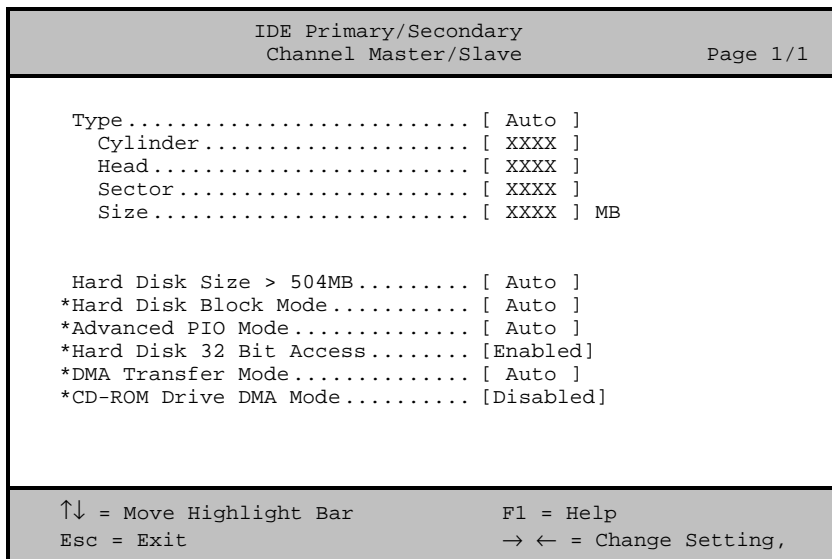 IDE Primary/Secondary
Channel Master/Slave Page 1/1
Type........................... [ Auto ]
Cylinder..................... [ XXXX ]
Head......................... [ XXXX ]
Sector....................... [ XXXX ]
Size......................... [ XXXX ] MB
Hard Disk Size > 504MB......... [ Auto ]
*Hard Disk Block Mode........... [ Auto ]
*Advanced PIO Mode.............. [ Auto ]
*Hard Disk 32 Bit Access........ [Enabled]
*DMA Transfer Mode.............. [ Auto ]
*CD-ROM Drive DMA Mode.......... [Disabled]
↑↓ = Move Highlight Bar F1 = Help
Esc = Exit → ← = Change Setting,